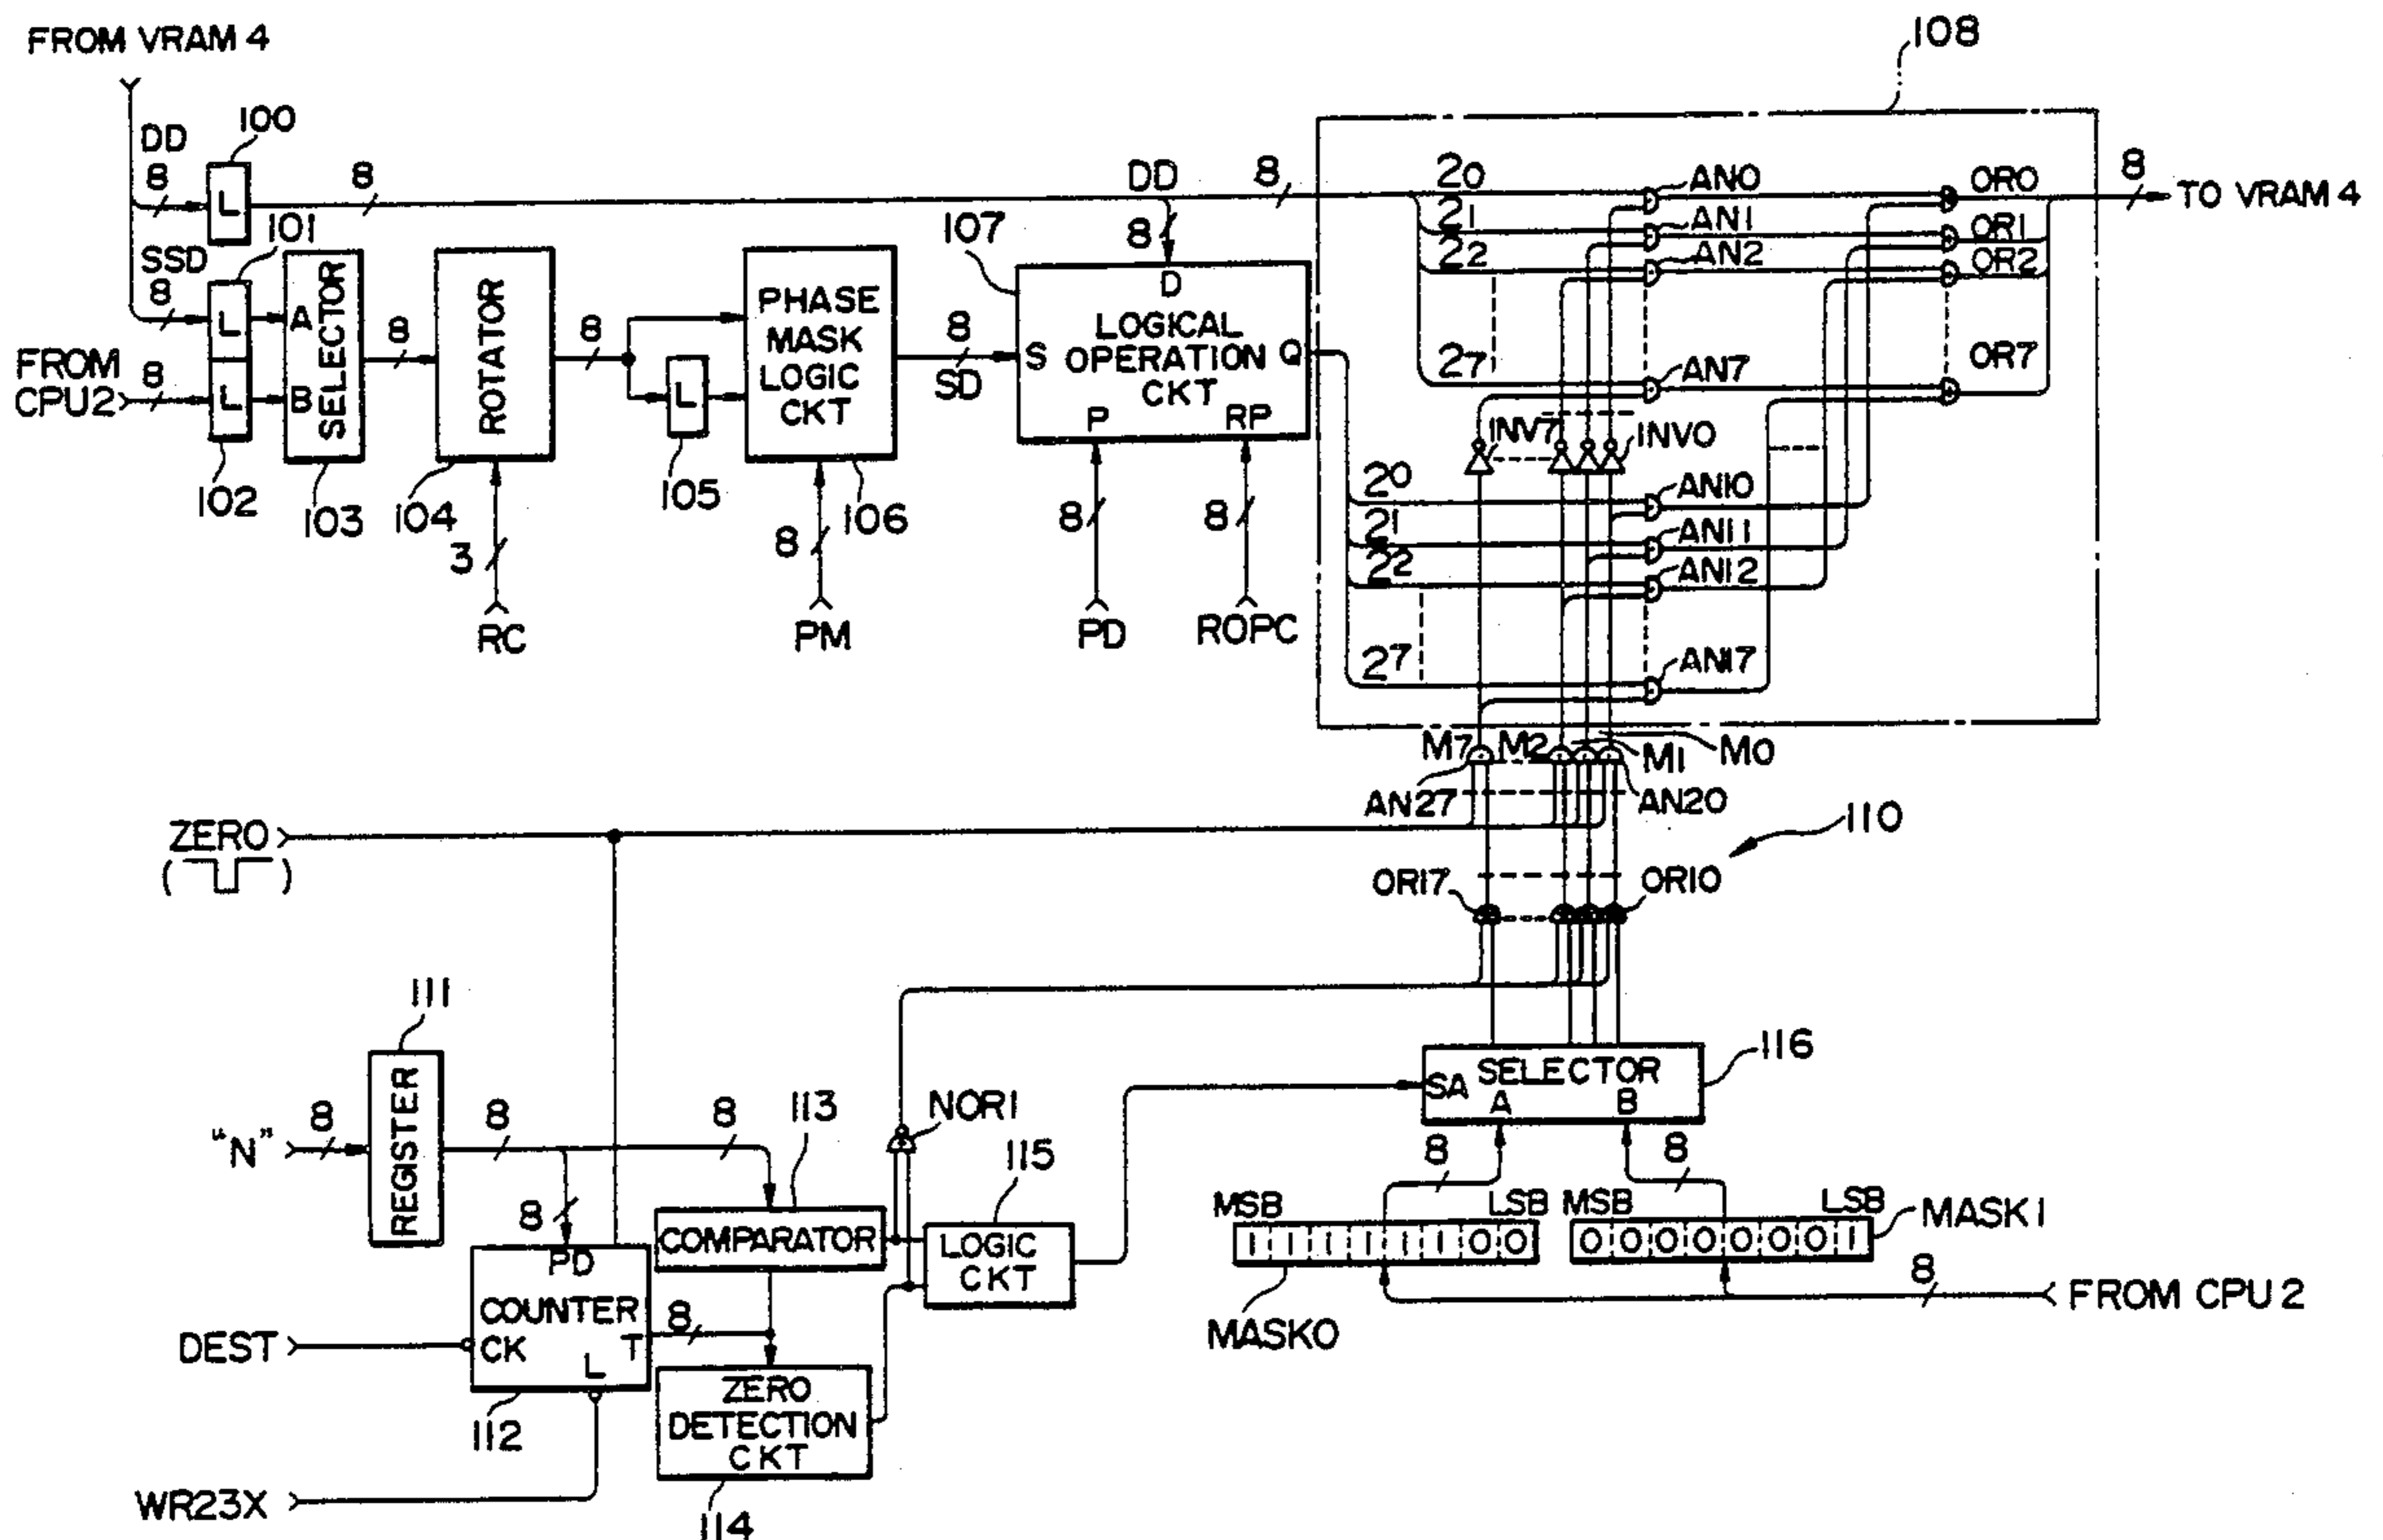 FROM VRAM 4
108
DD
100
8
8
DD
8
20
AN0
OR0
8
TO VRAM 4
L
21
AN1
OR1
101
107
8
22
AN2
OR2
SSD
8
L
A
SELECTOR
8
ROTATOR
8
PHASE
MASK
LOGIC
CKT
8
SD
D
S
LOGICAL
OPERATION
CKT
Q
P
RP
27
AN7
OR7
FROM
CPU2
8
L
B
L
INV7
INV0
102
103
104
105
106
20
AN10
3
8
8
8
21
AN11
22
AN12
RC
PM
PD
ROPC
27
AN17
M7
M2
M1
M0
AN27
AN20
ZERO
110
( )
OR17
OR10
111
116
SELECTOR
SA
A
B
"N"
8
REGISTER
8
8
113
NOR1
115
8
8
8
MSB
LSB
MSB
LSB
MASK1
PD
COMPARATOR
LOGIC
CKT
1 1 1 1 1 1 0 0
0 0 0 0 0 0 0 1
COUNTER
8
8
FROM CPU 2
DEST
CK
T
MASK0
L
ZERO
DETECTION
CKT
112
WR23X
114